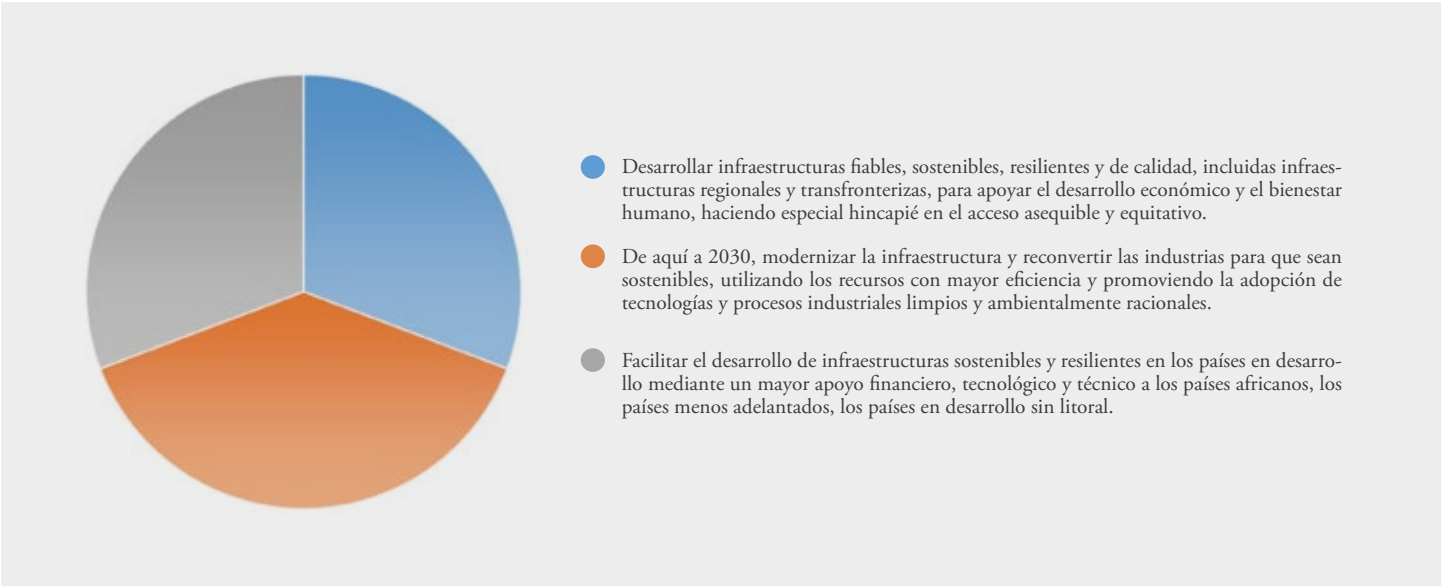 Desarrollar infraestructuras fiables, sostenibles, resilientes y de calidad, incluidas infraes-
tructuras regionales y transfronterizas, para apoyar el desarrollo económico y el bienestar
humano, haciendo especial hincapié en el acceso asequible y equitativo.
De aquí a 2030, modernizar la infraestructura y reconvertir las industrias para que sean
sostenibles, utilizando los recursos con mayor eficiencia y promoviendo la adopción de
tecnologías y procesos industriales limpios y ambientalmente racionales.
Facilitar el desarrollo de infraestructuras sostenibles y resilientes en los países en desarro-
llo mediante un mayor apoyo financiero, tecnológico y técnico a los países africanos, los
países menos adelantados, los países en desarrollo sin litoral.